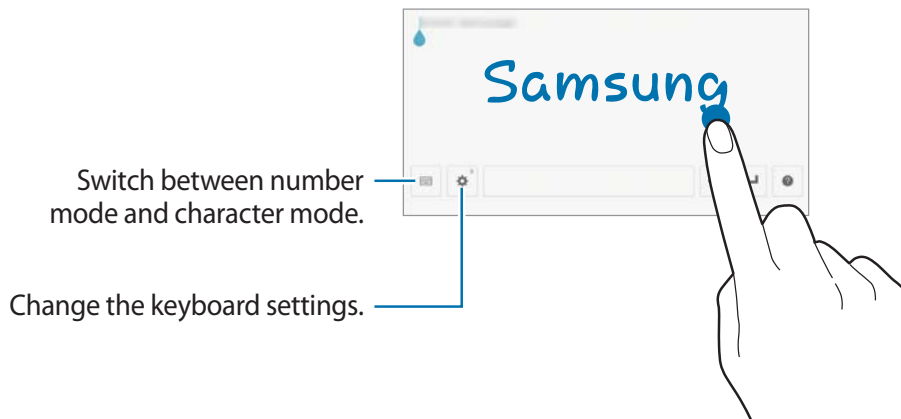 Samsung
Switch between number
mode and character mode.
Change the keyboard settings.